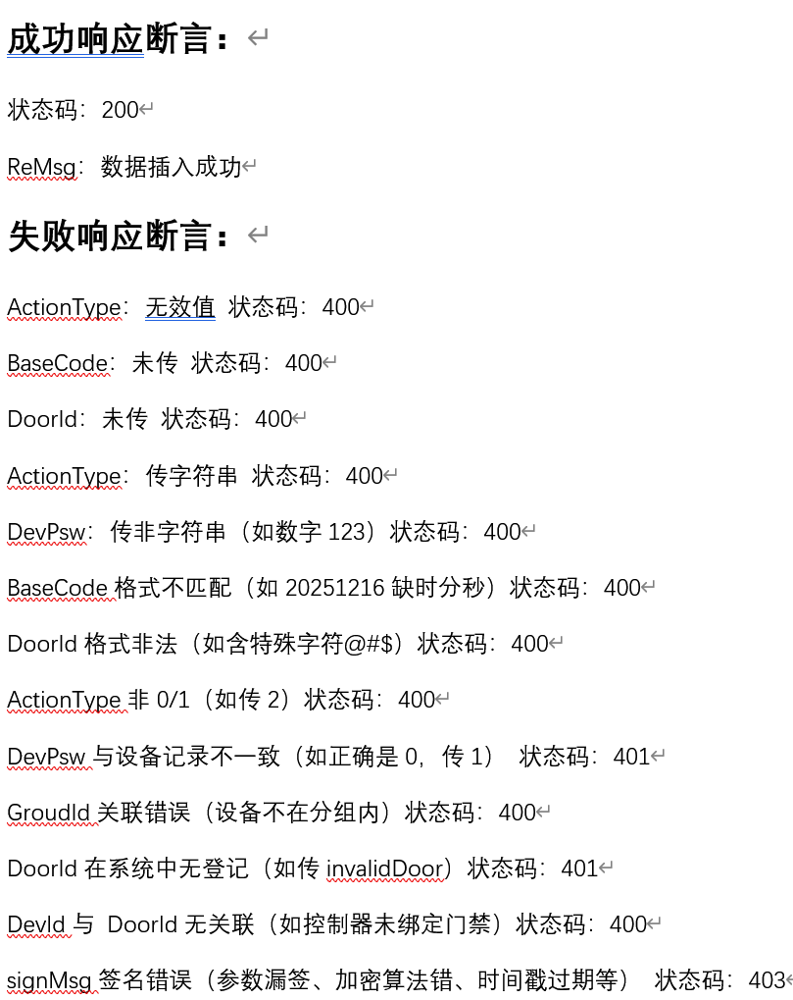 成功响应断言：
状态码：200
ReMsg：数据插入成功
失败响应断言：
ActionType：无效值 状态码：400
BaseCode：未传 状态码：400
DoorId：未传 状态码：400
ActionType：传字符串 状态码：400
DevPsw：传非字符串（如数字 123）状态码：400
BaseCode 格式不匹配（如 20251216 缺时分秒）状态码：400
DoorId 格式非法（如含特殊字符@#$）状态码：400
ActionType 非 0/1（如传 2）状态码：400
DevPsw 与设备记录不一致（如正确是 0，传 1） 状态码：401
GroudId 关联错误（设备不在分组内）状态码：400
DoorId 在系统中无登记（如传 invalidDoor）状态码：401
DevId 与 DoorId 无关联（如控制器未绑定门禁）状态码：400
signMsg 签名错误（参数漏签、加密算法错、时间戳过期等） 状态码：403